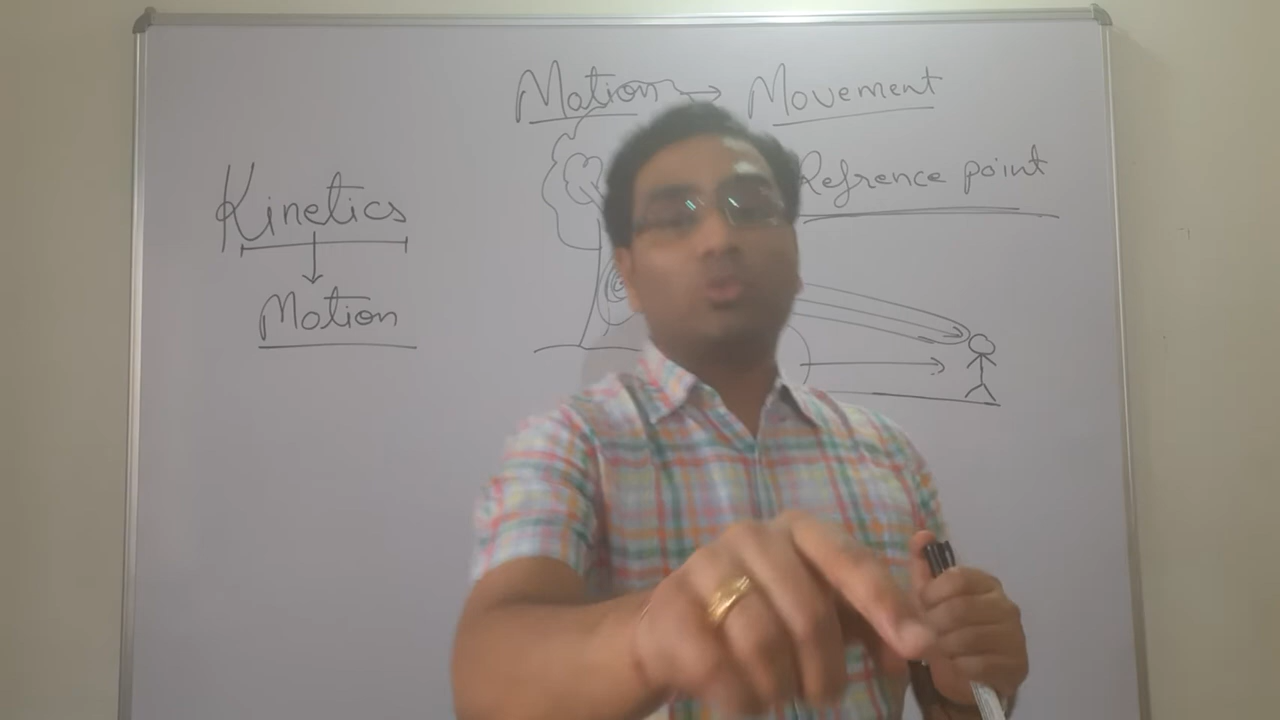 Motion → Movement
Refrence point
Kinetics
Motion